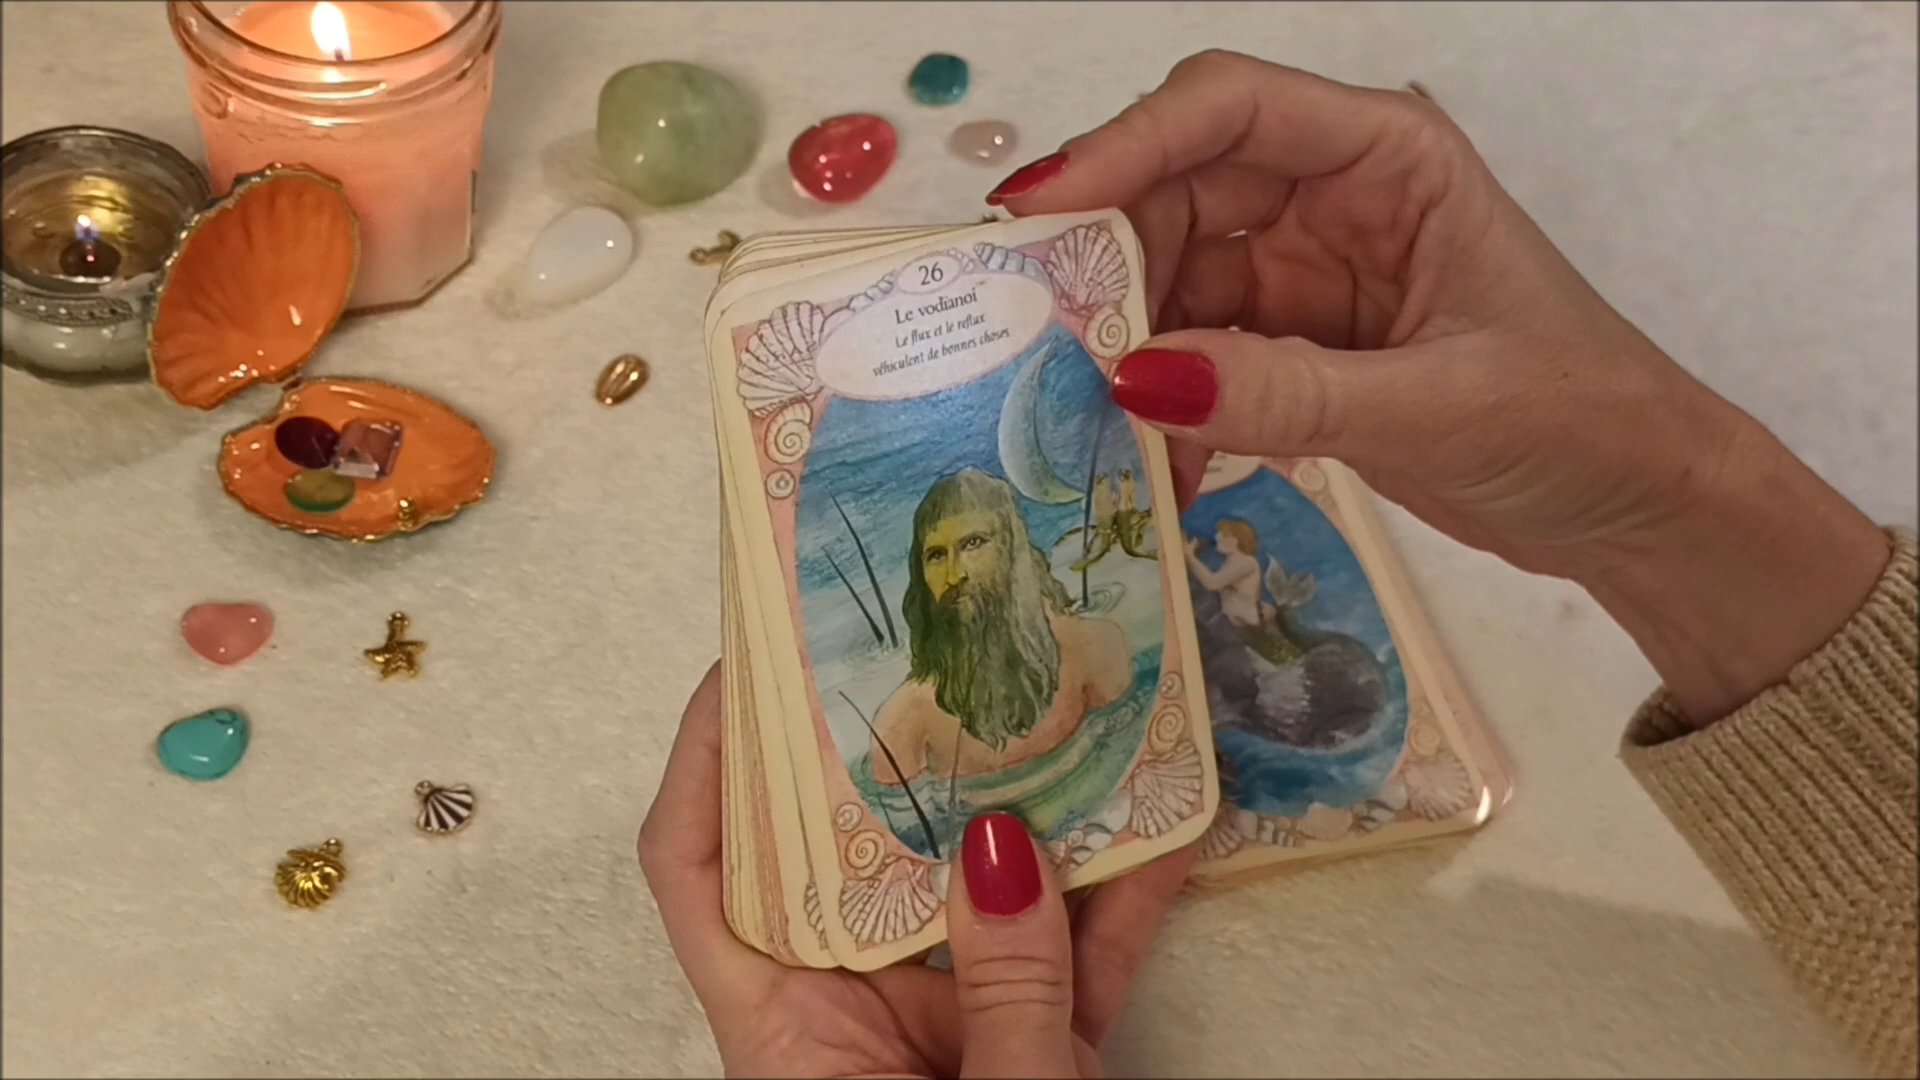 26
Le vodianoï
Le flux et le reflux
véhiculent de bonnes choses